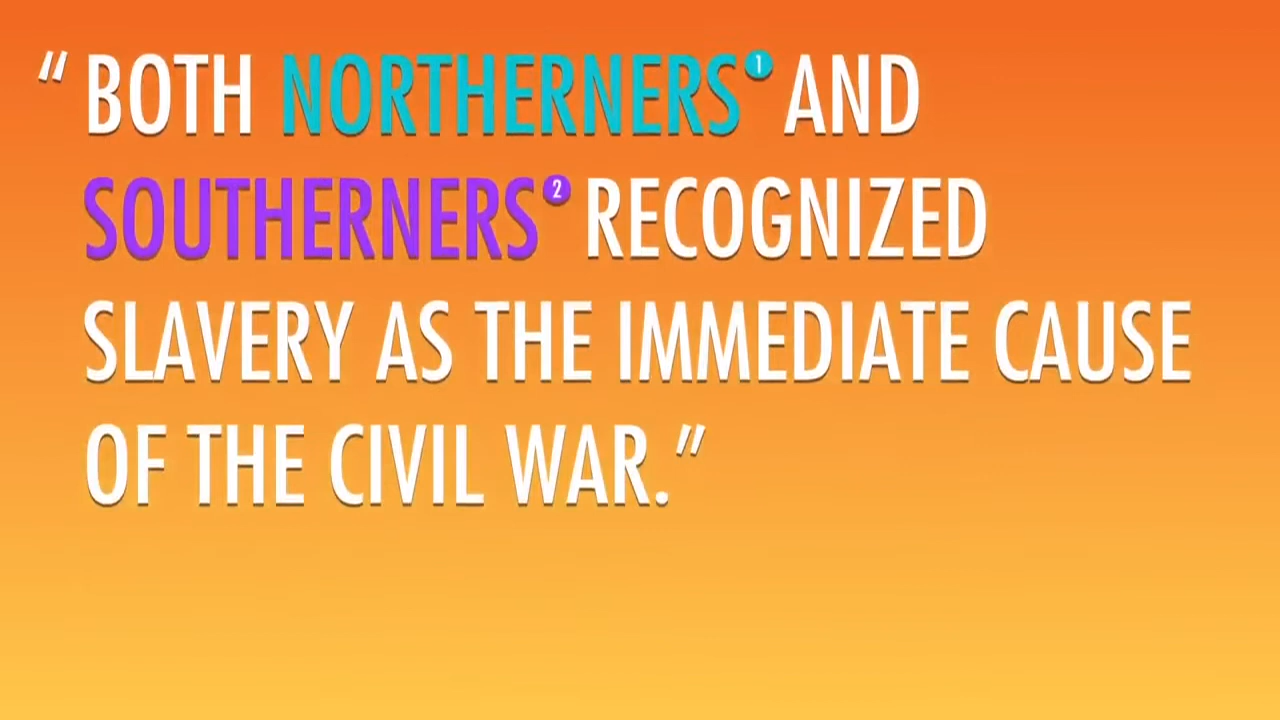 “ BOTH NORTHERNERS¹ AND
SOUTHERNERS² RECOGNIZED
SLAVERY AS THE IMMEDIATE CAUSE
OF THE CIVIL WAR.”